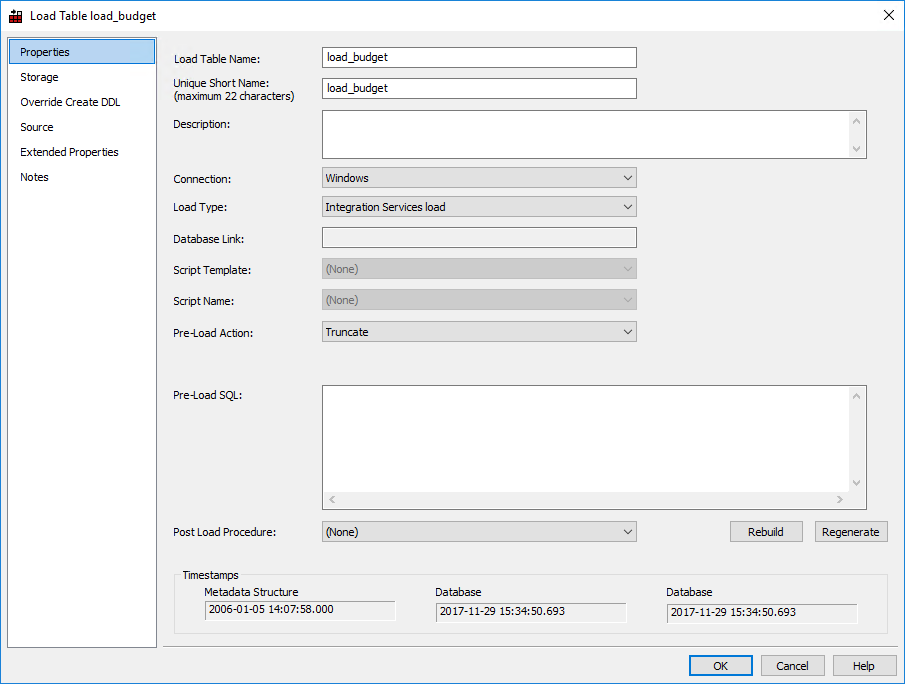 Load Table load_budget
Properties
Storage
Override Create DDL
Source
Extended Properties
Notes
Load Table Name: load_budget
Unique Short Name:
(maximum 22 characters) load_budget
Description:
Connection: Windows
Load Type: Integration Services load
Database Link:
Script Template: (None)
Script Name: (None)
Pre-Load Action: Truncate
Pre-Load SQL:
Post Load Procedure: (None) Rebuild Regenerate
Timestamps
Metadata Structure Database Database
2006-01-05 14:07:58.000 2017-11-29 15:34:50.693 2017-11-29 15:34:50.693
OK Cancel Help